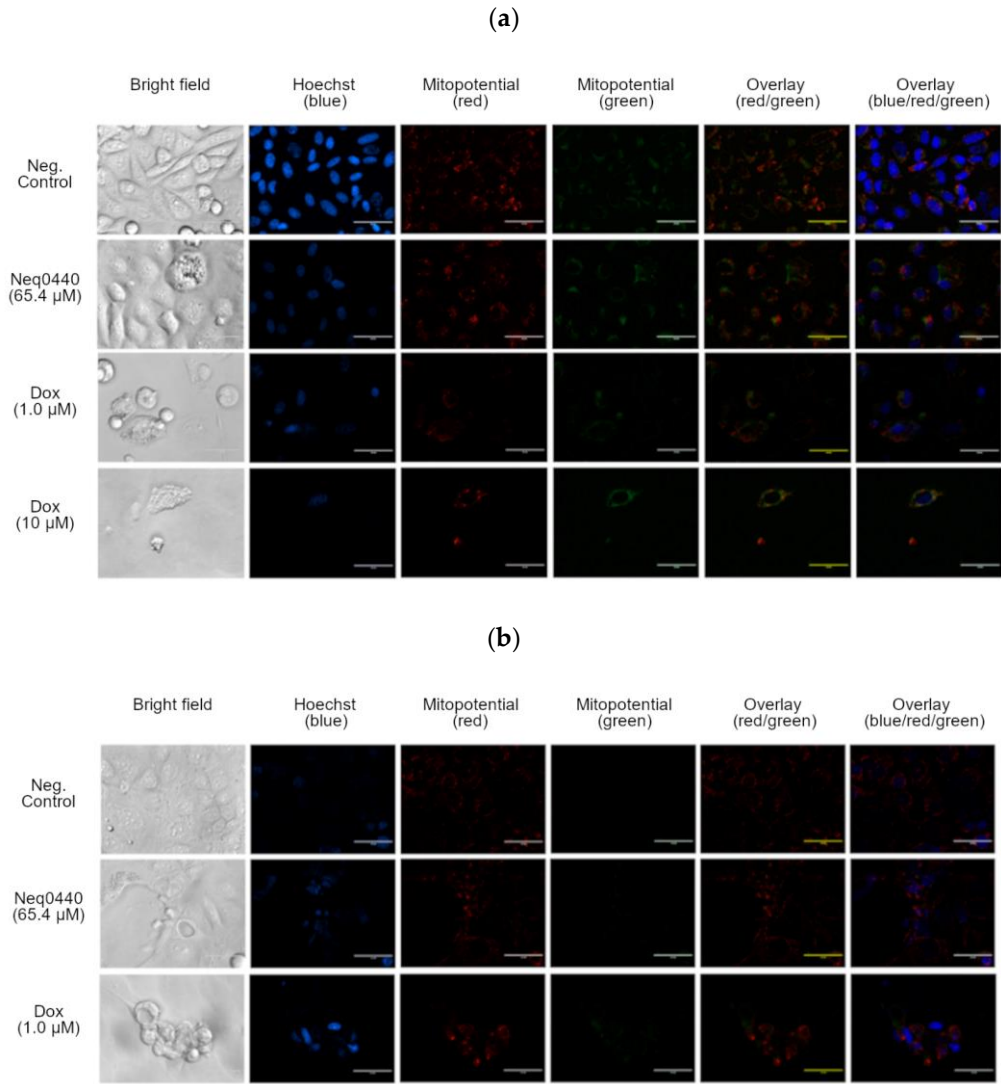 (a)
Bright field Hoechst (blue) Mitopotential (red) Mitopotential (green) Overlay (red/green) Overlay (blue/red/green)
Neg. Control
Neq0440 (65.4 µM)
Dox (1.0 µM)
Dox (10 µM)
(b)
Bright field Hoechst (blue) Mitopotential (red) Mitopotential (green) Overlay (red/green) Overlay (blue/red/green)
Neg. Control
Neq0440 (65.4 µM)
Dox (1.0 µM)